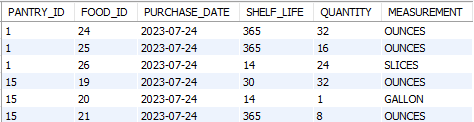 PANTRY_ID FOOD_ID PURCHASE_DATE SHELF_LIFE QUANTITY MEASUREMENT
1 24 2023-07-24 365 32 OUNCES
1 25 2023-07-24 365 16 OUNCES
1 26 2023-07-24 14 24 SLICES
15 19 2023-07-24 30 32 OUNCES
15 20 2023-07-24 14 1 GALLON
15 21 2023-07-24 365 8 OUNCES